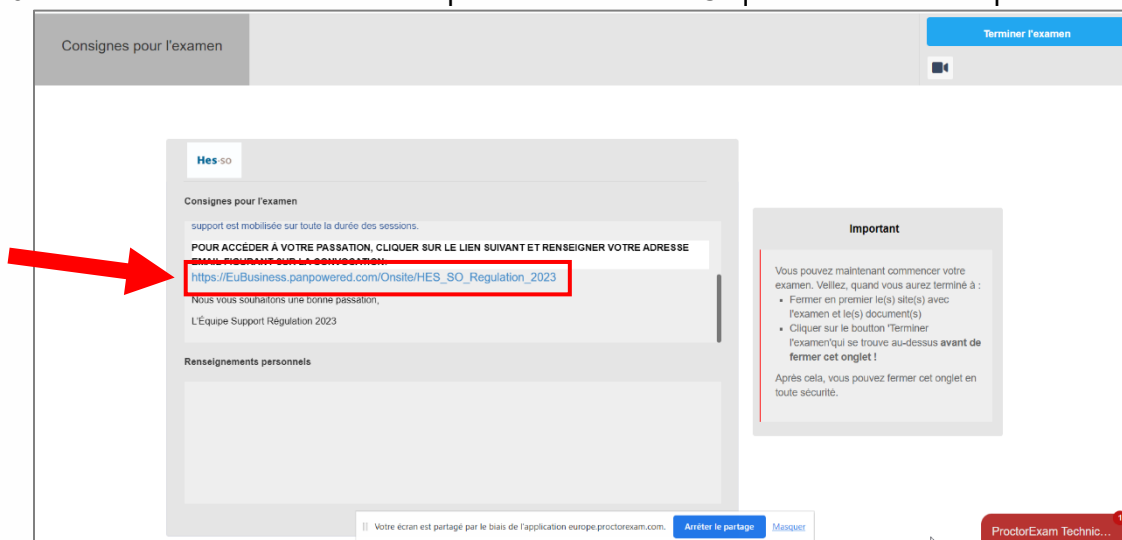 Consignes pour l'examen
Terminer l'examen
Hes·so
Consignes pour l'examen
support est mobilisée sur toute la durée des sessions.
POUR ACCÉDER À VOTRE PASSATION, CLIQUER SUR LE LIEN SUIVANT ET RENSEIGNER VOTRE ADRESSE
EMAIL FIGURANT SUR LA CONVOCATION:
https://EuBusiness.panpowered.com/Onsite/HES_SO_Regulation_2023
Nous vous souhaitons une bonne passation,
L'Équipe Support Régulation 2023
Renseignements personnels
Important
Vous pouvez maintenant commencer votre
examen. Veillez, quand vous aurez terminé à :
• Fermer en premier le(s) site(s) avec
l'examen et le(s) document(s)
• Cliquer sur le boutton 'Terminer
l'examen'qui se trouve au-dessus avant de
fermer cet onglet !
Après cela, vous pouvez fermer cet onglet en
toute sécurité.
Votre écran est partagé par le biais de l'application europe.proctorexam.com.
Arrêter le partage
Masquer
ProctorExam Technic...
1